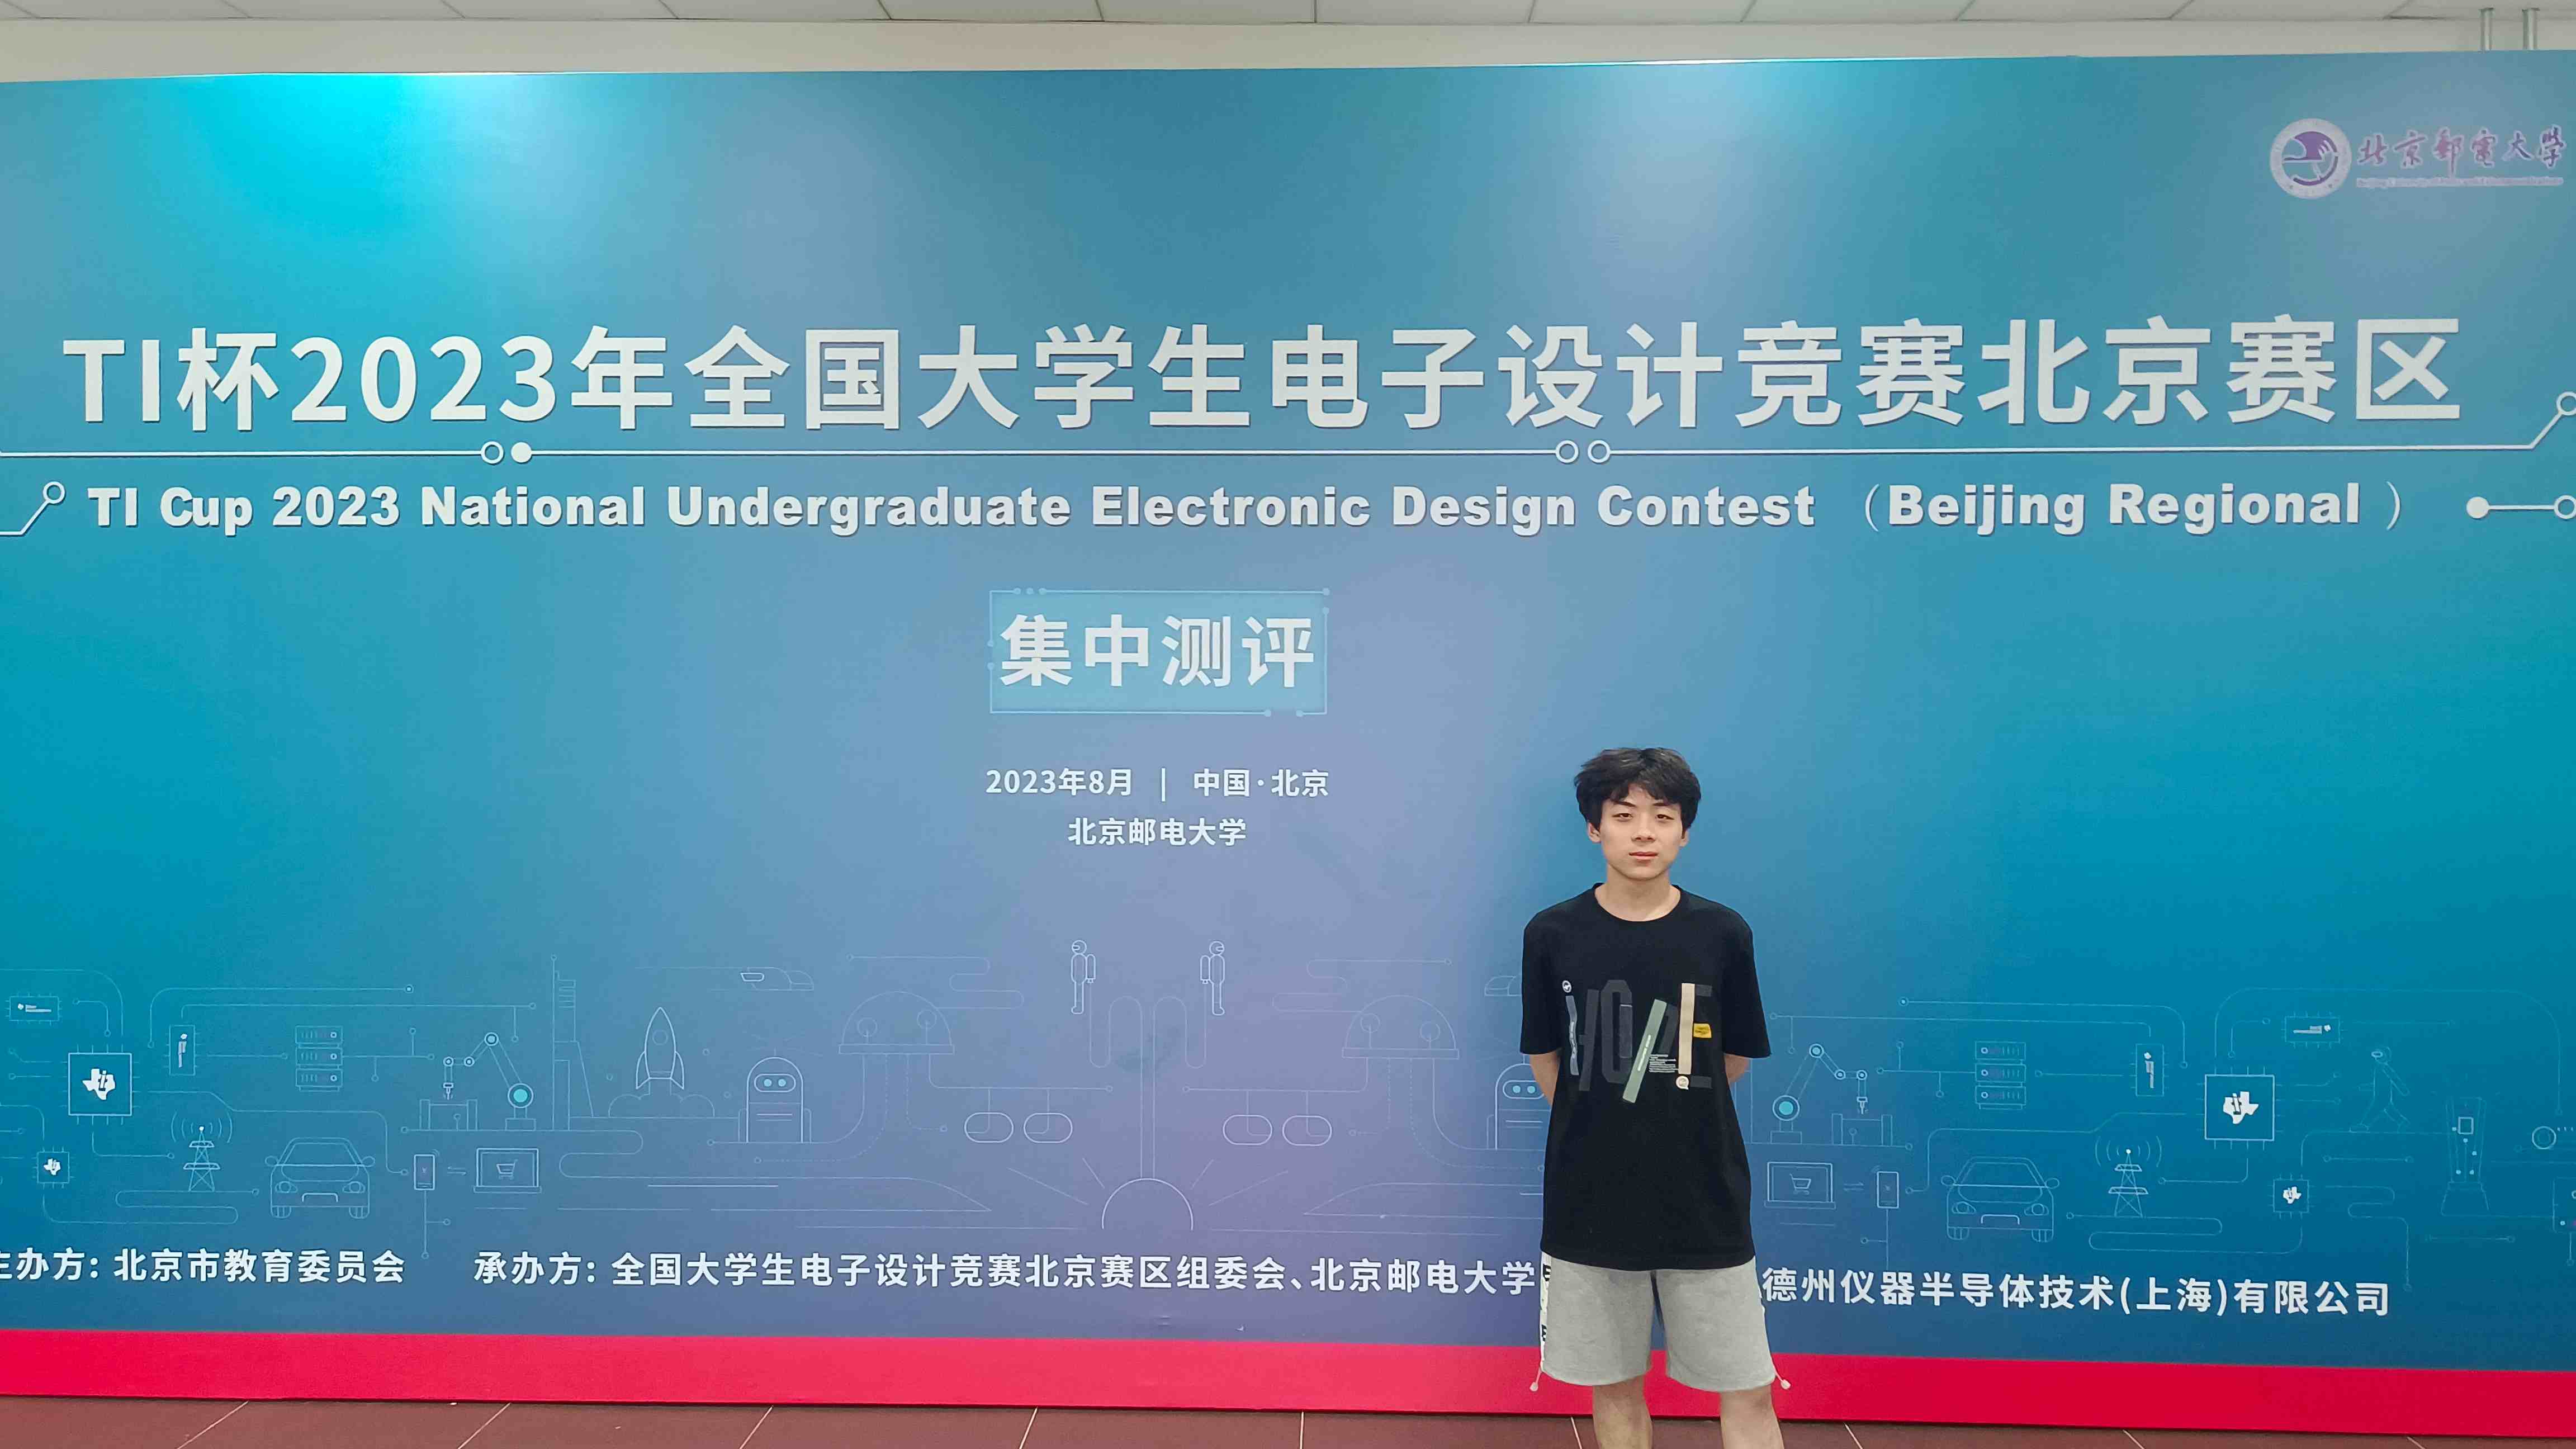 北京邮电大学
TI杯2023年全国大学生电子设计竞赛北京赛区
TI Cup 2023 National Undergraduate Electronic Design Contest （Beijing Regional ）
集中测评
2023年8月 | 中国·北京
北京邮电大学
HOPE
主办方: 北京市教育委员会 承办方: 全国大学生电子设计竞赛北京赛区组委会、北京邮电大学 德州仪器半导体技术(上海)有限公司